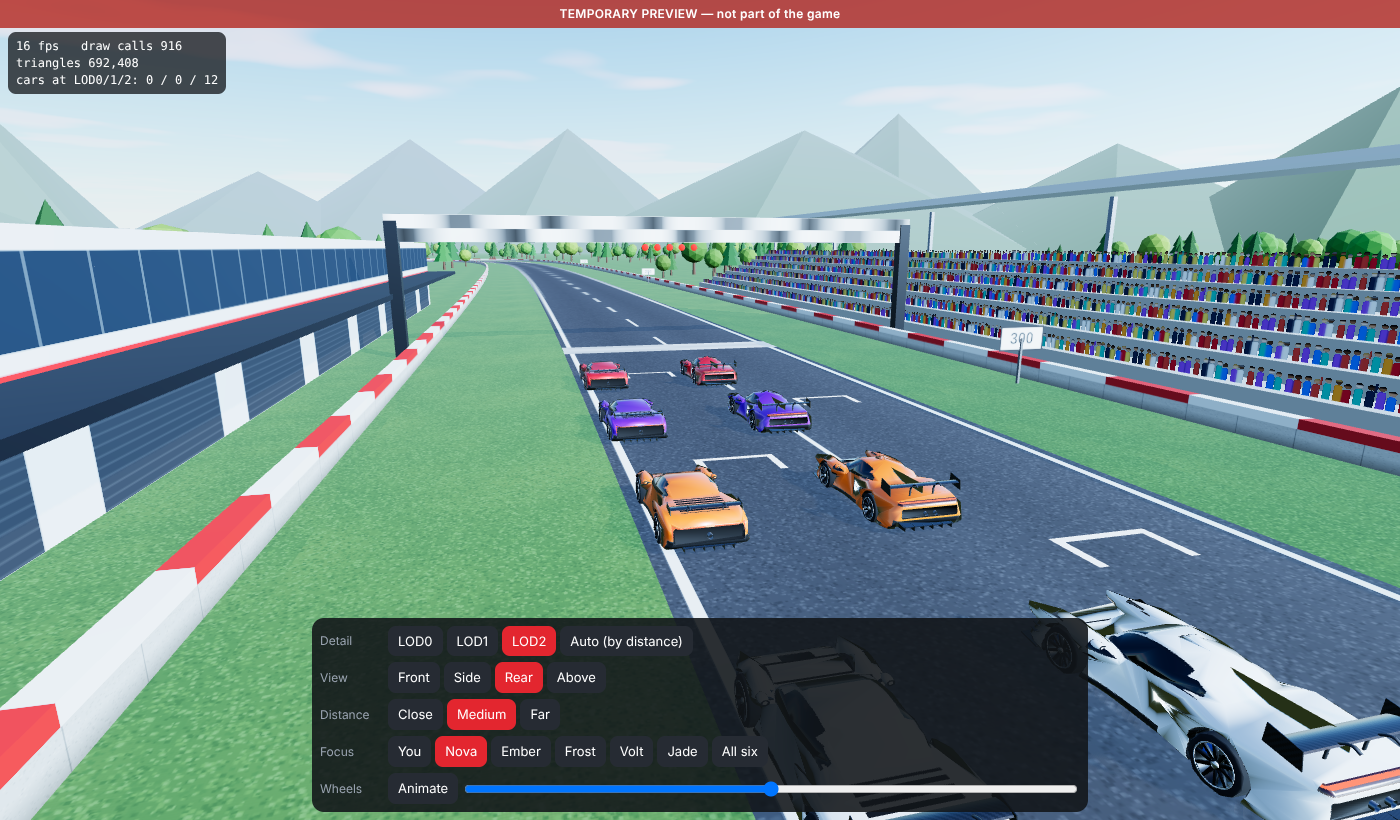 TEMPORARY PREVIEW — not part of the game
16 fps draw calls 916
triangles 692,408
cars at LOD0/1/2: 0 / 0 / 12
300
Detail LOD0 LOD1 LOD2 Auto (by distance)
View Front Side Rear Above
Distance Close Medium Far
Focus You Nova Ember Frost Volt Jade All six
Wheels Animate